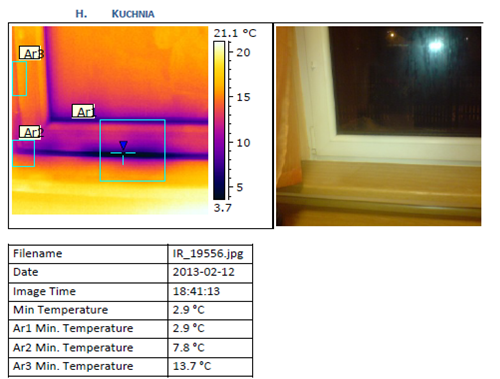 H. KUCHNIA
21.1 °C
Ar3
20
15
Ar1
Ar2
10
5
3.7
Filename IR_19556.jpg
Date 2013-02-12
Image Time 18:41:13
Min Temperature 2.9 °C
Ar1 Min. Temperature 2.9 °C
Ar2 Min. Temperature 7.8 °C
Ar3 Min. Temperature 13.7 °C